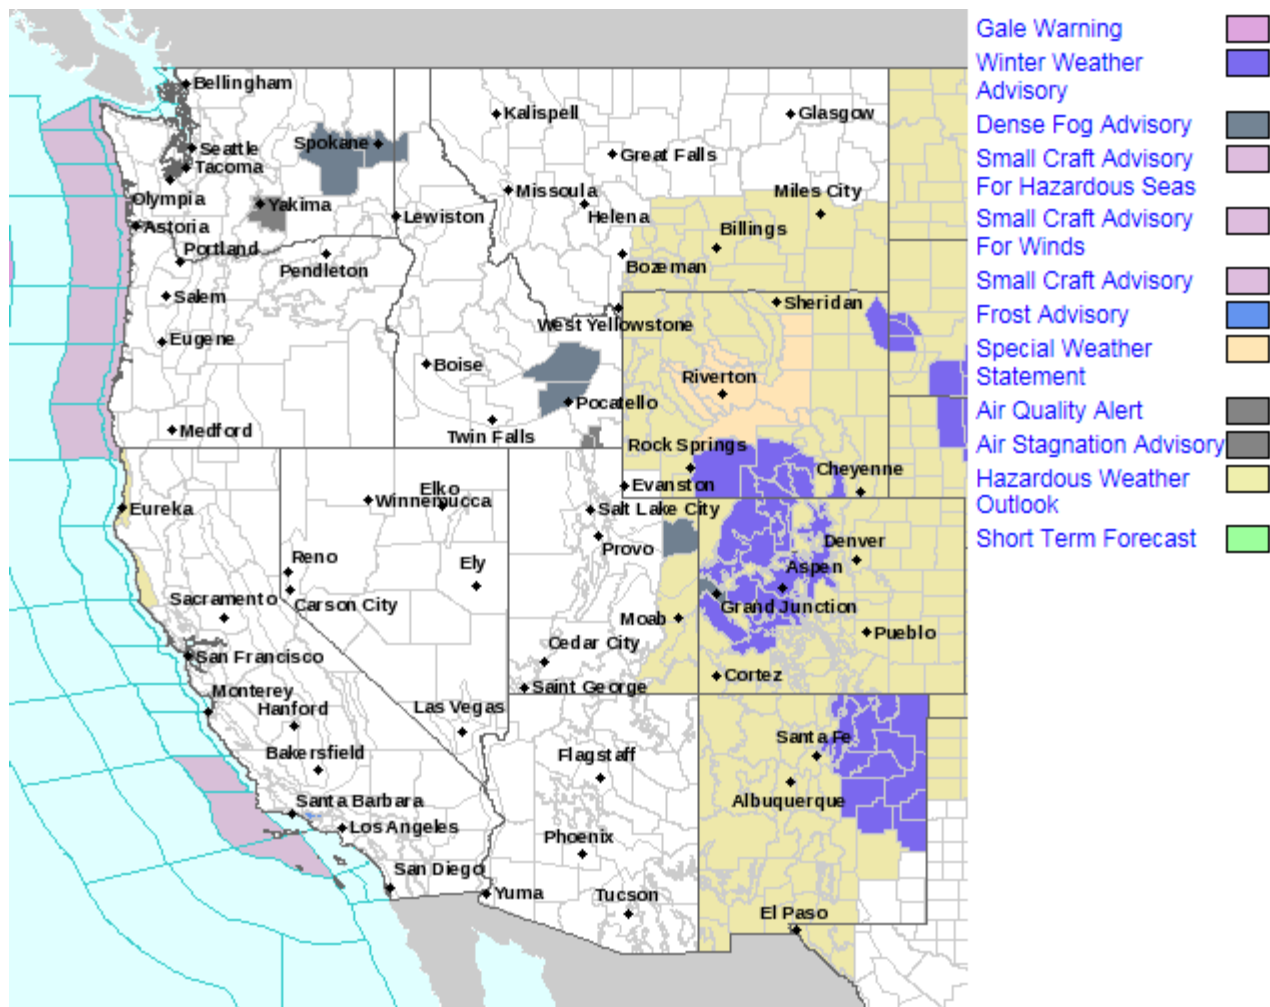 Bellingham
Kalispell
Glasgow
Seattle
Spokane
Great Falls
Tacoma
Missoula
Miles City
Olympia
Yakima
Lewiston
Helena
Astoria
Billings
Portland
Pendleton
Bozeman
Salem
Sheridan
West Yellowstone
Eugene
Boise
Riverton
Pocatello
Medford
Twin Falls
Rock Springs
Cheyenne
Elko
Evanston
Winnemucca
Eureka
Salt Lake City
Denver
Provo
Reno
Ely
Aspen
Sacramento
Carson City
Grand Junction
Moab
Pueblo
Cedar City
San Francisco
Cortez
Saint George
Monterey
Hanford
Las Vegas
Santa Fe
Bakersfield
Flagstaff
Santa Barbara
Albuquerque
Los Angeles
Phoenix
San Diego
Yuma
Tucson
El Paso
Gale Warning
Winter Weather
Advisory
Dense Fog Advisory
Small Craft Advisory
For Hazardous Seas
Small Craft Advisory
For Winds
Small Craft Advisory
Frost Advisory
Special Weather
Statement
Air Quality Alert
Air Stagnation Advisory
Hazardous Weather
Outlook
Short Term Forecast